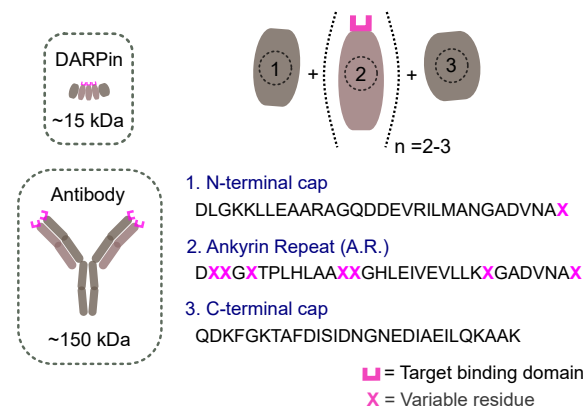 DARPin
~15 kDa
1
+
2
+
3
n =2-3
Antibody
~150 kDa
1. N-terminal cap
DLGKKLLEAARAGQDDEVRILMANGADVNAX
2. Ankyrin Repeat (A.R.)
DXXGXTPLHLAAXXGHLEIVEVLLKXGADVNAX
3. C-terminal cap
QDKFGKTAFDISIDNGNEDIAEILQKAAK
= Target binding domain
X = Variable residue